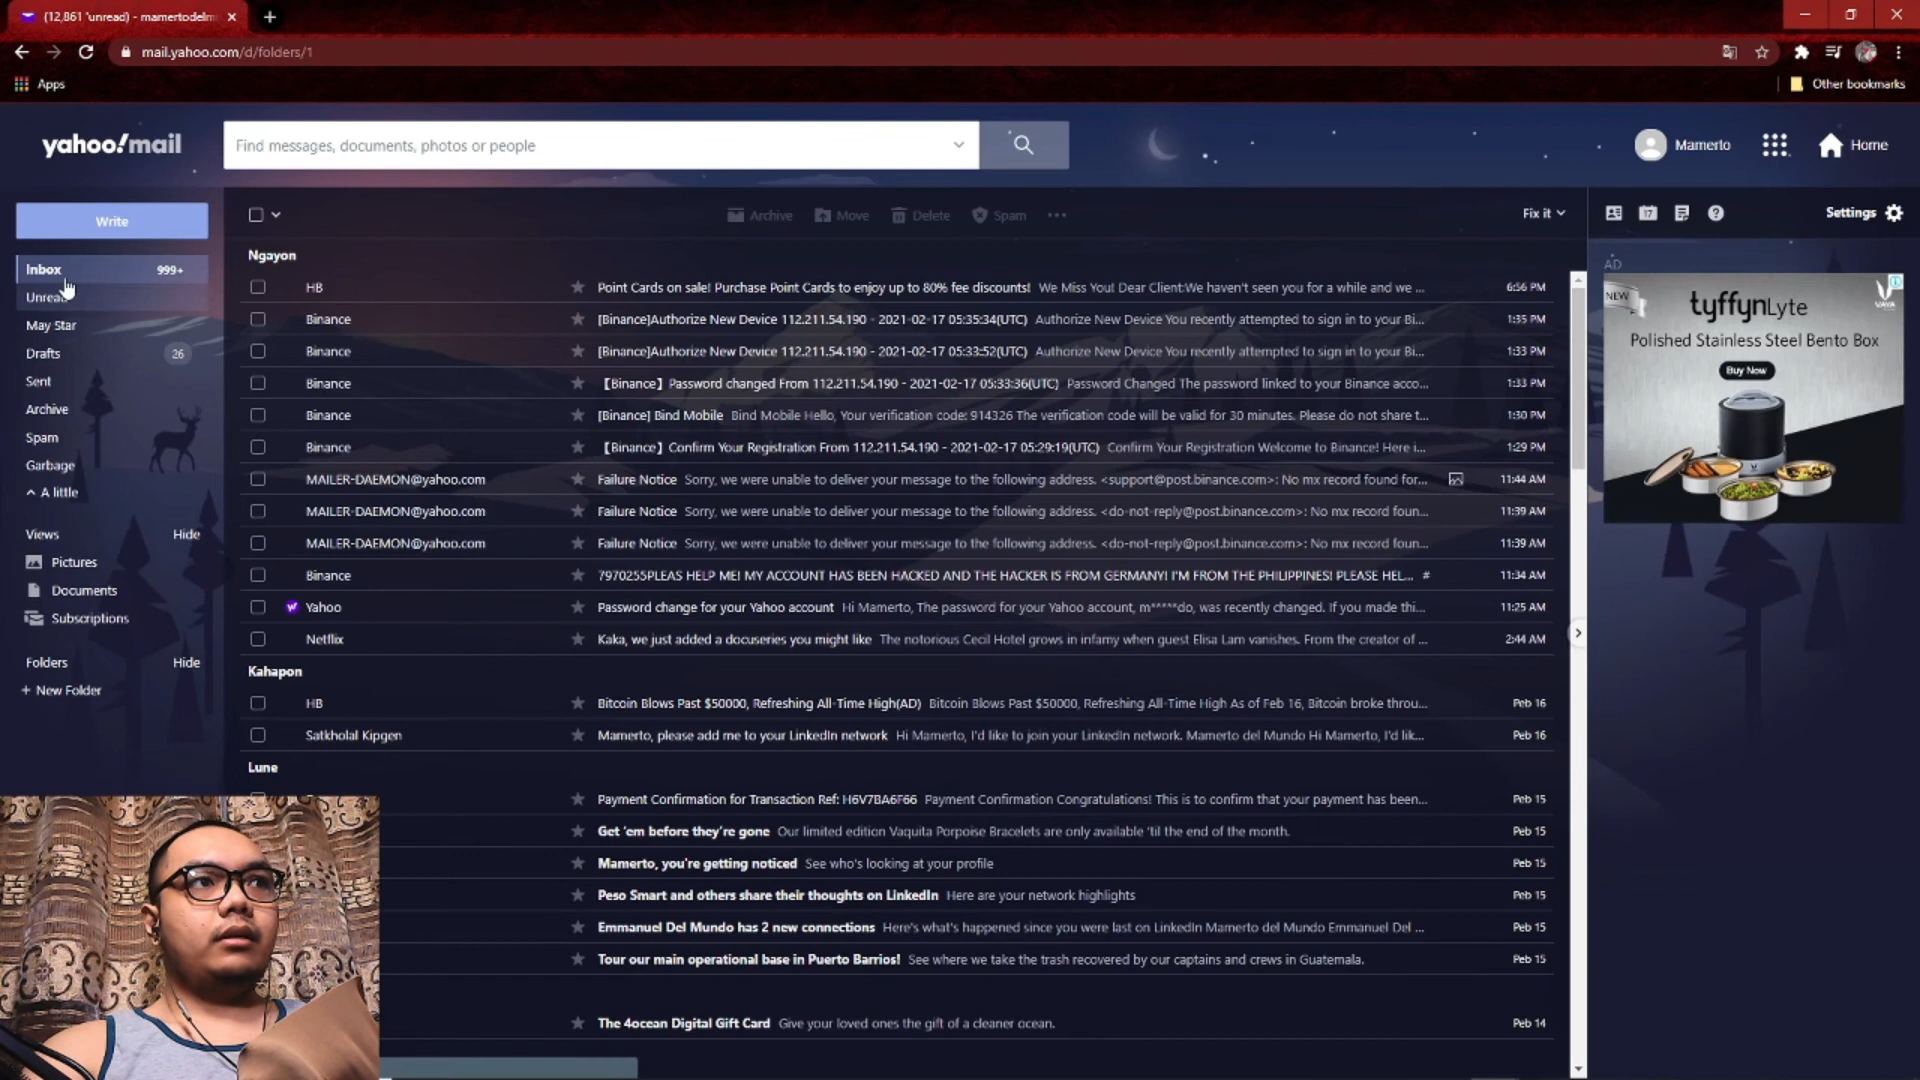 (12,861 unread) - mamertodelm
mail.yahoo.com/d/folders/1
Apps
Other bookmarks
yahoo!mail
Find messages, documents, photos or people
Mamerto
Home
Write
Archive Move Delete Spam
Fix it
Settings
Inbox 999+
Unread
May Star
Drafts 26
Sent
Archive
Spam
Garbage
A little
Views Hide
Pictures
Documents
Subscriptions
Folders Hide
+ New Folder
Ngayon
HB Point Cards on sale! Purchase Point Cards to enjoy up to 80% fee discounts! We Miss You! Dear Client:We haven't seen you for a while and we ... 6:56 PM
Binance [Binance]Authorize New Device 112.211.54.190 - 2021-02-17 05:35:34(UTC) Authorize New Device You recently attempted to sign in to your Bi... 1:35 PM
Binance [Binance]Authorize New Device 112.211.54.190 - 2021-02-17 05:33:52(UTC) Authorize New Device You recently attempted to sign in to your Bi... 1:33 PM
Binance 【Binance】Password changed From 112.211.54.190 - 2021-02-17 05:33:36(UTC) Password Changed The password linked to your Binance acco... 1:33 PM
Binance [Binance] Bind Mobile Bind Mobile Hello, Your verification code: 914326 The verification code will be valid for 30 minutes. Please do not share t... 1:30 PM
Binance 【Binance】Confirm Your Registration From 112.211.54.190 - 2021-02-17 05:29:19(UTC) Confirm Your Registration Welcome to Binance! Here i... 1:29 PM
MAILER-DAEMON@yahoo.com Failure Notice Sorry, we were unable to deliver your message to the following address. <support@post.binance.com>: No mx record found for... 11:44 AM
MAILER-DAEMON@yahoo.com Failure Notice Sorry, we were unable to deliver your message to the following address. <do-not-reply@post.binance.com>: No mx record foun... 11:39 AM
MAILER-DAEMON@yahoo.com Failure Notice Sorry, we were unable to deliver your message to the following address. <do-not-reply@post.binance.com>: No mx record foun... 11:39 AM
Binance 7970255PLEAS HELP ME! MY ACCOUNT HAS BEEN HACKED AND THE HACKER IS FROM GERMANY! I'M FROM THE PHILIPPINES! PLEASE HEL... # 11:34 AM
Yahoo Password change for your Yahoo account Hi Mamerto, The password for your Yahoo account, m*****do, was recently changed. If you made thi... 11:25 AM
Netflix Kaka, we just added a docuseries you might like The notorious Cecil Hotel grows in infamy when guest Elisa Lam vanishes. From the creator of ... 2:44 AM
Kahapon
HB Bitcoin Blows Past $50000, Refreshing All-Time High(AD) Bitcoin Blows Past $50000, Refreshing All-Time High As of Feb 16, Bitcoin broke throu... Peb 16
Satkholal Kipgen Mamerto, please add me to your LinkedIn network Hi Mamerto, I'd like to join your LinkedIn network. Mamerto del Mundo Hi Mamerto, I'd lik... Peb 16
Lune
Payment Confirmation for Transaction Ref: H6V7BA6F66 Payment Confirmation Congratulations! This is to confirm that your payment has been... Peb 15
Get 'em before they're gone Our limited edition Vaquita Porpoise Bracelets are only available 'til the end of the month. Peb 15
Mamerto, you're getting noticed See who's looking at your profile Peb 15
Peso Smart and others share their thoughts on LinkedIn Here are your network highlights Peb 15
Emmanuel Del Mundo has 2 new connections Here's what's happened since you were last on LinkedIn Mamerto del Mundo Emmanuel Del ... Peb 15
Tour our main operational base in Puerto Barrios! See where we take the trash recovered by our captains and crews in Guatemala. Peb 15
The 4ocean Digital Gift Card Give your loved ones the gift of a cleaner ocean. Peb 14
AD
NEW
tyffynLyte
VAYA
Polished Stainless Steel Bento Box
Buy Now